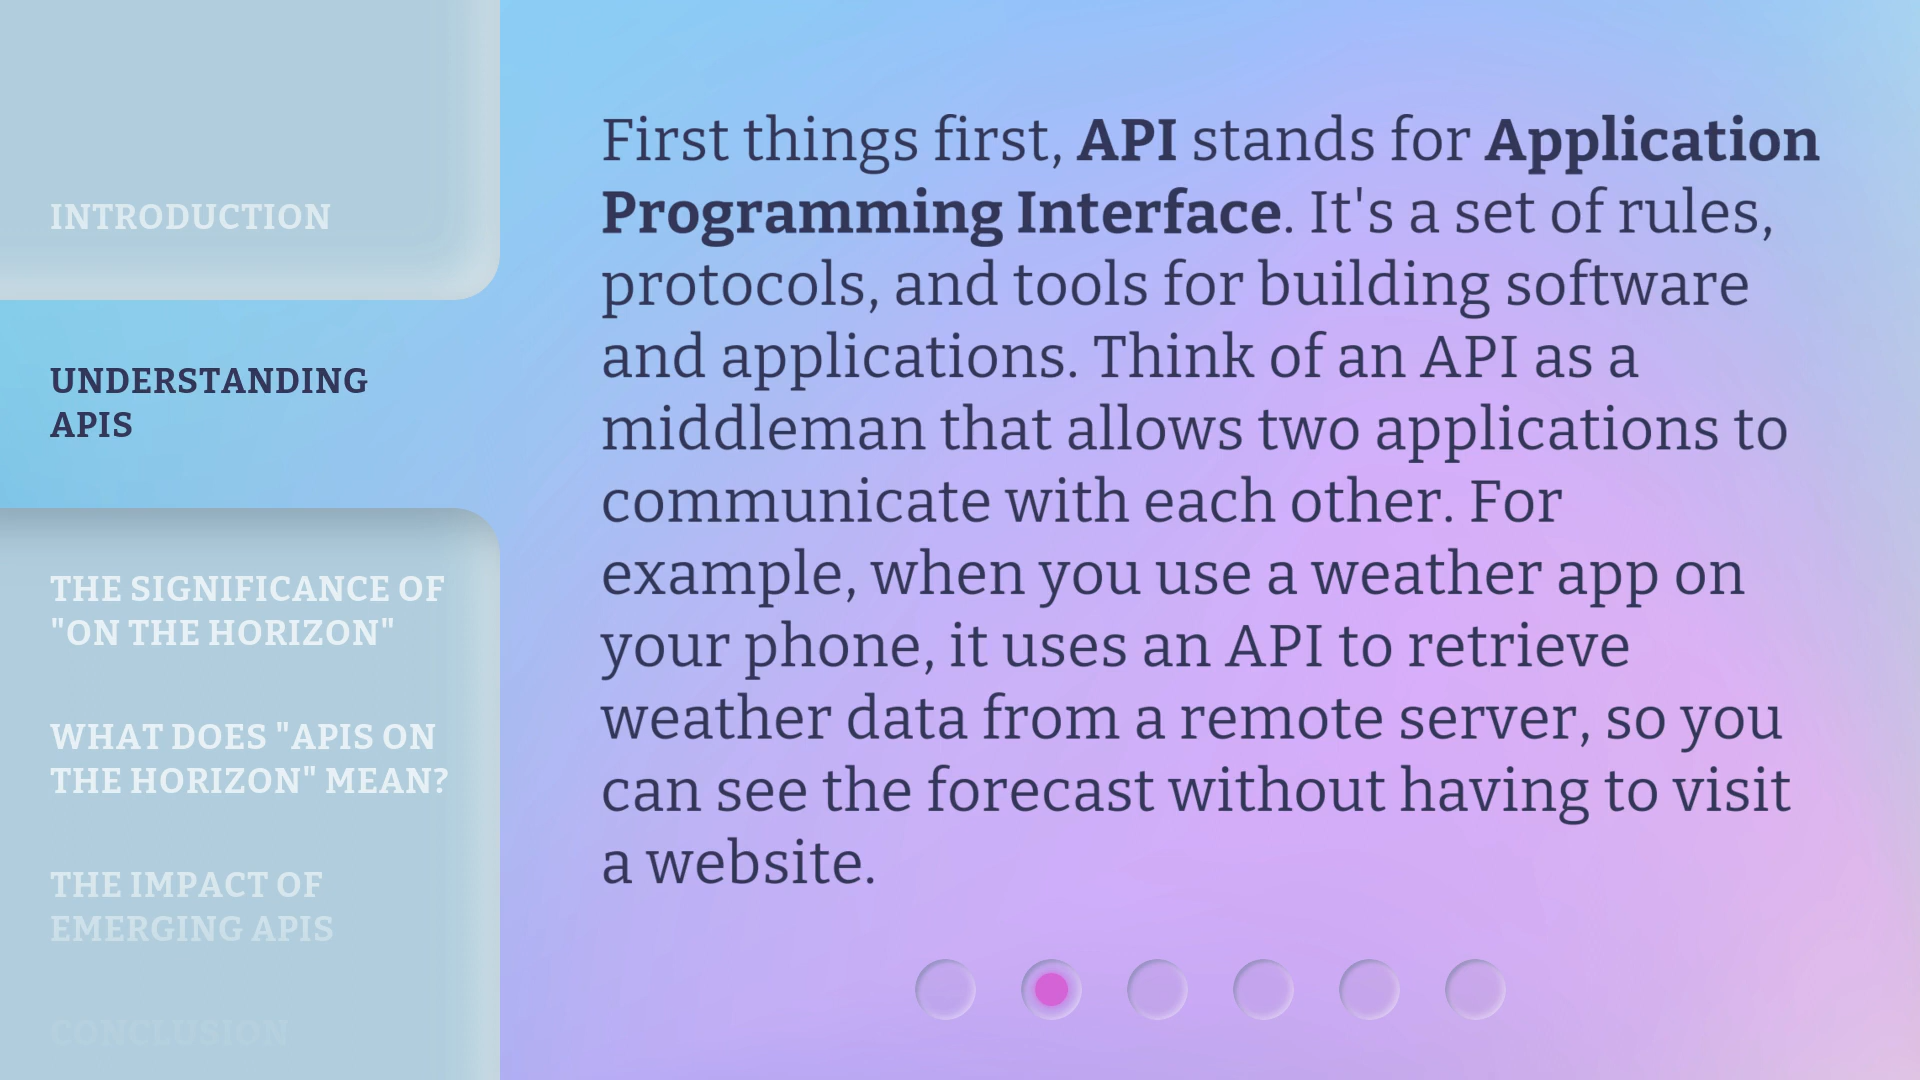 INTRODUCTION
UNDERSTANDING
APIS
THE SIGNIFICANCE OF
"ON THE HORIZON"
WHAT DOES "APIS ON
THE HORIZON" MEAN?
THE IMPACT OF
EMERGING APIS
CONCLUSION
First things first, API stands for Application
Programming Interface. It's a set of rules,
protocols, and tools for building software
and applications. Think of an API as a
middleman that allows two applications to
communicate with each other. For
example, when you use a weather app on
your phone, it uses an API to retrieve
weather data from a remote server, so you
can see the forecast without having to visit
a website.